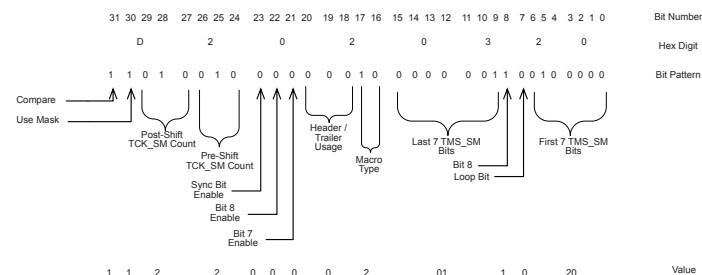 31 30 29 28 27 26 25 24 23 22 21 20 19 18 17 16 15 14 13 12 11 10 9 8 7 6 5 4 3 2 1 0 Bit Number
D 2 0 2 0 3 2 0 Hex Digit
1 1 0 1 0 0 1 0 0 0 0 0 0 0 1 0 0 0 0 0 0 0 1 1 0 0 1 0 0 0 0 0 Bit Pattern
Compare
Use Mask
Post-Shift
TCK_SM Count
Pre-Shift
TCK_SM Count
Sync Bit
Enable
Bit 8
Enable
Bit 7
Enable
Header /
Trailer
Usage
Macro
Type
Last 7 TMS_SM
Bits
Bit 8
Loop Bit
First 7 TMS_SM
Bits
1 1 2 2 0 0 0 0 2 01 1 0 20 Value